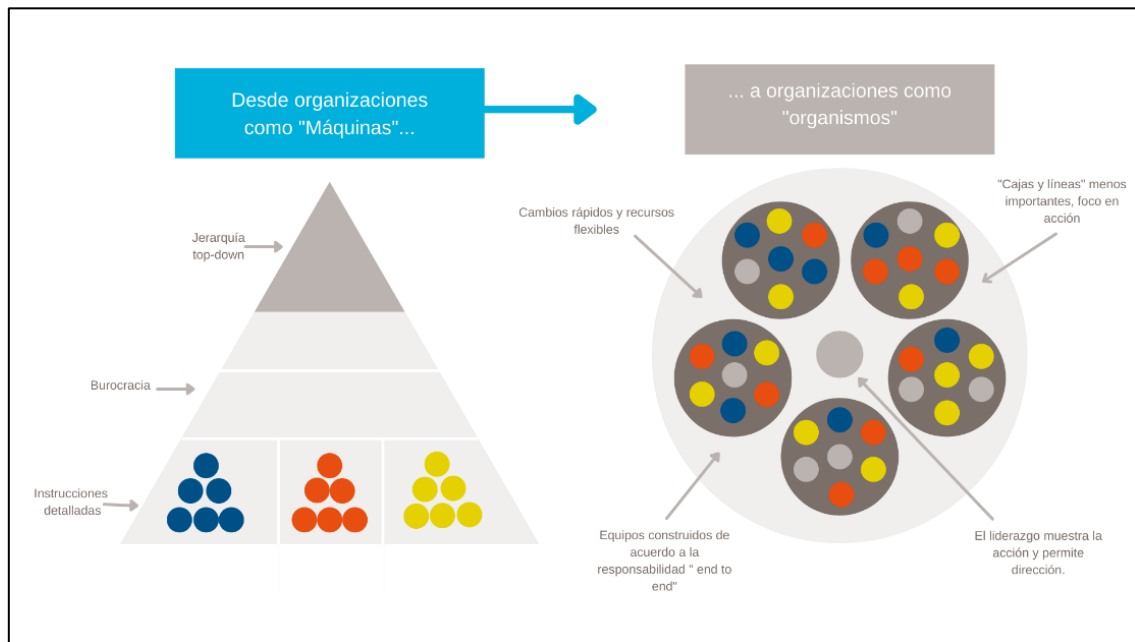 Desde organizaciones
como "Máquinas"...
... a organizaciones como
"organismos"
Jerarquía
top-down
Burocracia
Instrucciones
detalladas
Cambios rápidos y recursos
flexibles
"Cajas y líneas" menos
importantes, foco en
acción
Equipos construidos de
acuerdo a la
responsabilidad " end to
end"
El liderazgo muestra la
acción y permite
dirección.